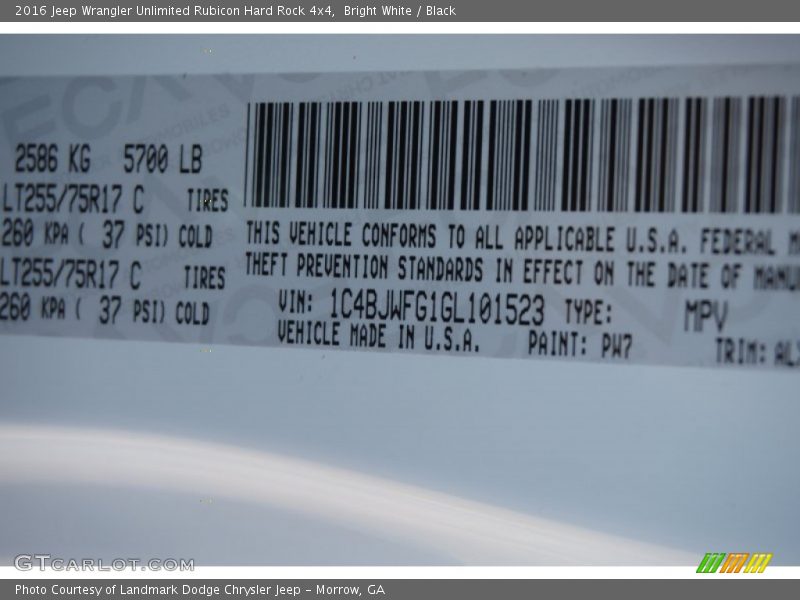 2016 Jeep Wrangler Unlimited Rubicon Hard Rock 4x4, Bright White / Black
2586 KG 5700 LB
LT255/75R17 C TIRES
260 KPA ( 37 PSI) COLD
LT255/75R17 C TIRES
260 KPA ( 37 PSI) COLD
THIS VEHICLE CONFORMS TO ALL APPLICABLE U.S.A. FEDERAL M
THEFT PREVENTION STANDARDS IN EFFECT ON THE DATE OF MANU
VIN: 1C4BJWFG1GL101523 TYPE: MPV
VEHICLE MADE IN U.S.A. PAINT: PW7 TRIM:
GTCARLOT.COM
Photo Courtesy of Landmark Dodge Chrysler Jeep – Morrow, GA